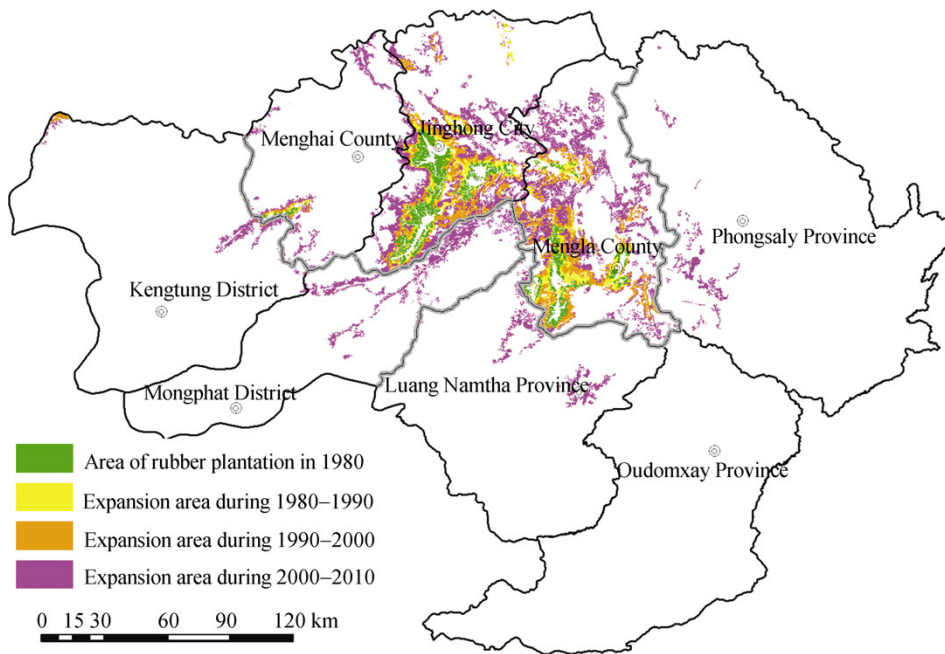 Jinghong City
Menghai County
Phongsaly Province
Mengla County
Kengtung District
Mongphat District
Luang Namtha Province
Oudomxay Province
Area of rubber plantation in 1980
Expansion area during 1980–1990
Expansion area during 1990–2000
Expansion area during 2000–2010
0 15 30 60 90 120 km